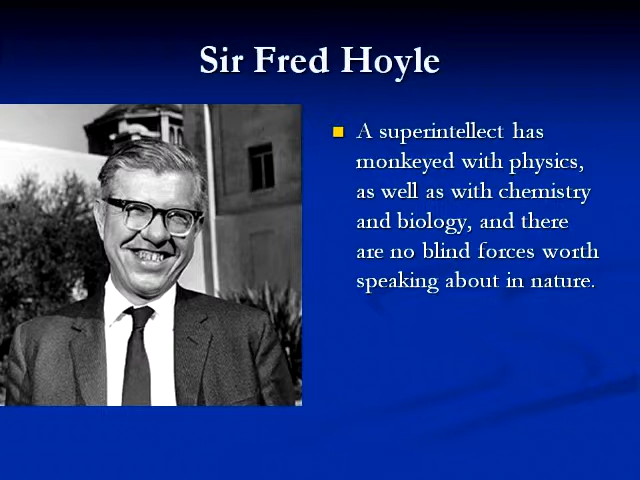 Sir Fred Hoyle
A superintellect has
monkeyed with physics,
as well as with chemistry
and biology, and there
are no blind forces worth
speaking about in nature.